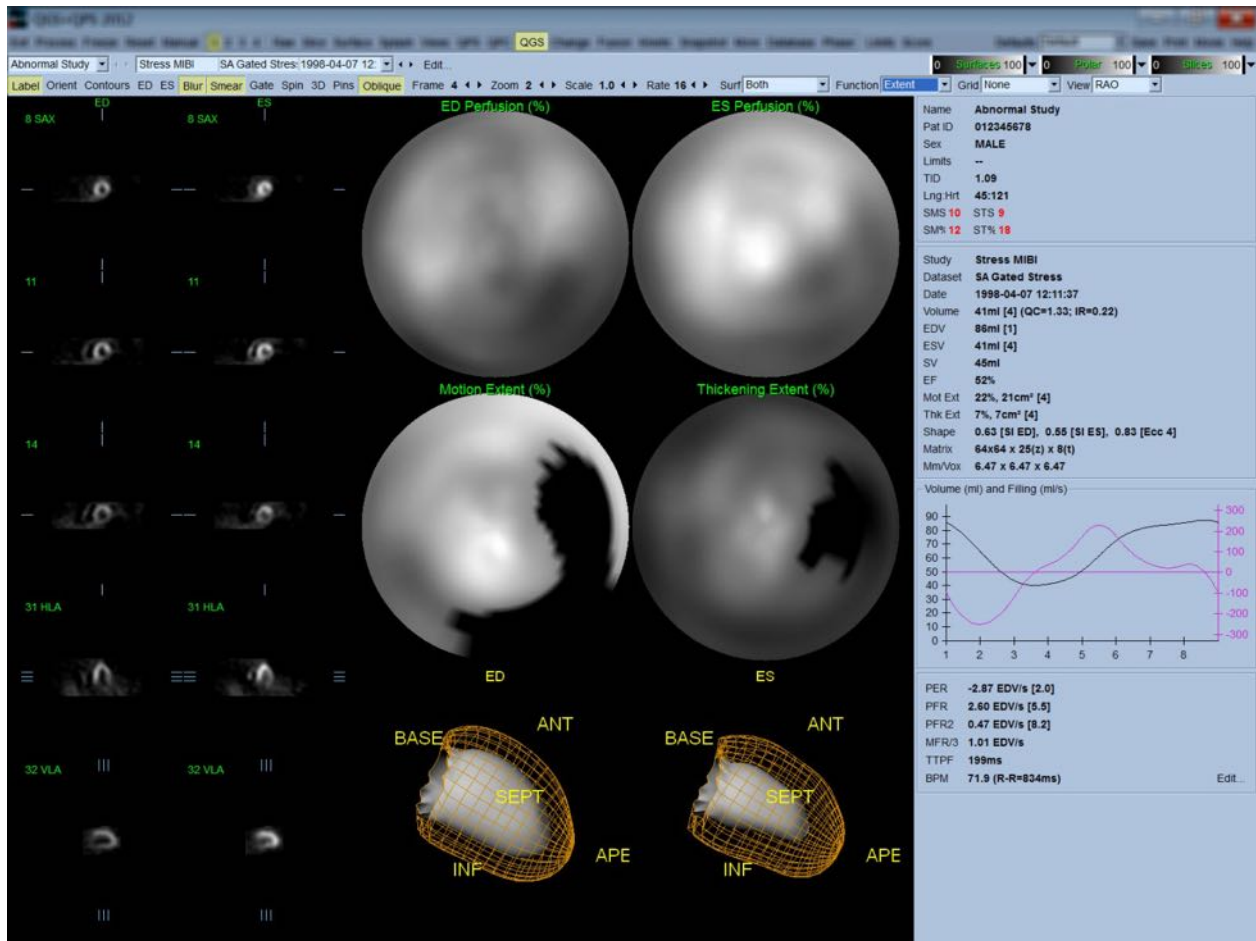 QGS+QPS 2012
QGS
Abnormal Study Stress MIBI SA Gated Stres: 1998-04-07 12: Edit...
0 Surfaces 100 0 Polar 100 0 Slices 100
Label Orient Contours ED ES Blur Smear Gate Spin 3D Pins Oblique Frame 4 Zoom 2 Scale 1.0 Rate 16 Surf Both Function Extent Grid None View RAO
ED ES
8 SAX 8 SAX
11 11
14 14
31 HLA 31 HLA
32 VLA 32 VLA
ED Perfusion (%) ES Perfusion (%)
Motion Extent (%) Thickening Extent (%)
ED ES
BASE ANT BASE ANT
SEPT SEPT
INF APE INF APE
Name Abnormal Study
Pat ID 012345678
Sex MALE
Limits --
TID 1.09
Lng:Hrt 45:121
SMS 10 STS 9
SM% 12 ST% 18
Study Stress MIBI
Dataset SA Gated Stress
Date 1998-04-07 12:11:37
Volume 41ml [4] (QC=1.33; IR=0.22)
EDV 86ml [1]
ESV 41ml [4]
SV 45ml
EF 52%
Mot Ext 22%, 21cm² [4]
Thk Ext 7%, 7cm² [4]
Shape 0.63 [SI ED], 0.55 [SI ES], 0.83 [Ecc 4]
Matrix 64x64 x 25(z) x 8(t)
Mm/Vox 6.47 x 6.47 x 6.47
Volume (ml) and Filling (ml/s)
90 300
80 200
70 100
60
50 0
40
30 -100
20 -200
10
0 -300
1 2 3 4 5 6 7 8
PER -2.87 EDV/s [2.0]
PFR 2.60 EDV/s [5.5]
PFR2 0.47 EDV/s [8.2]
MFR/3 1.01 EDV/s
TTPF 199ms
BPM 71.9 (R-R=834ms) Edit...